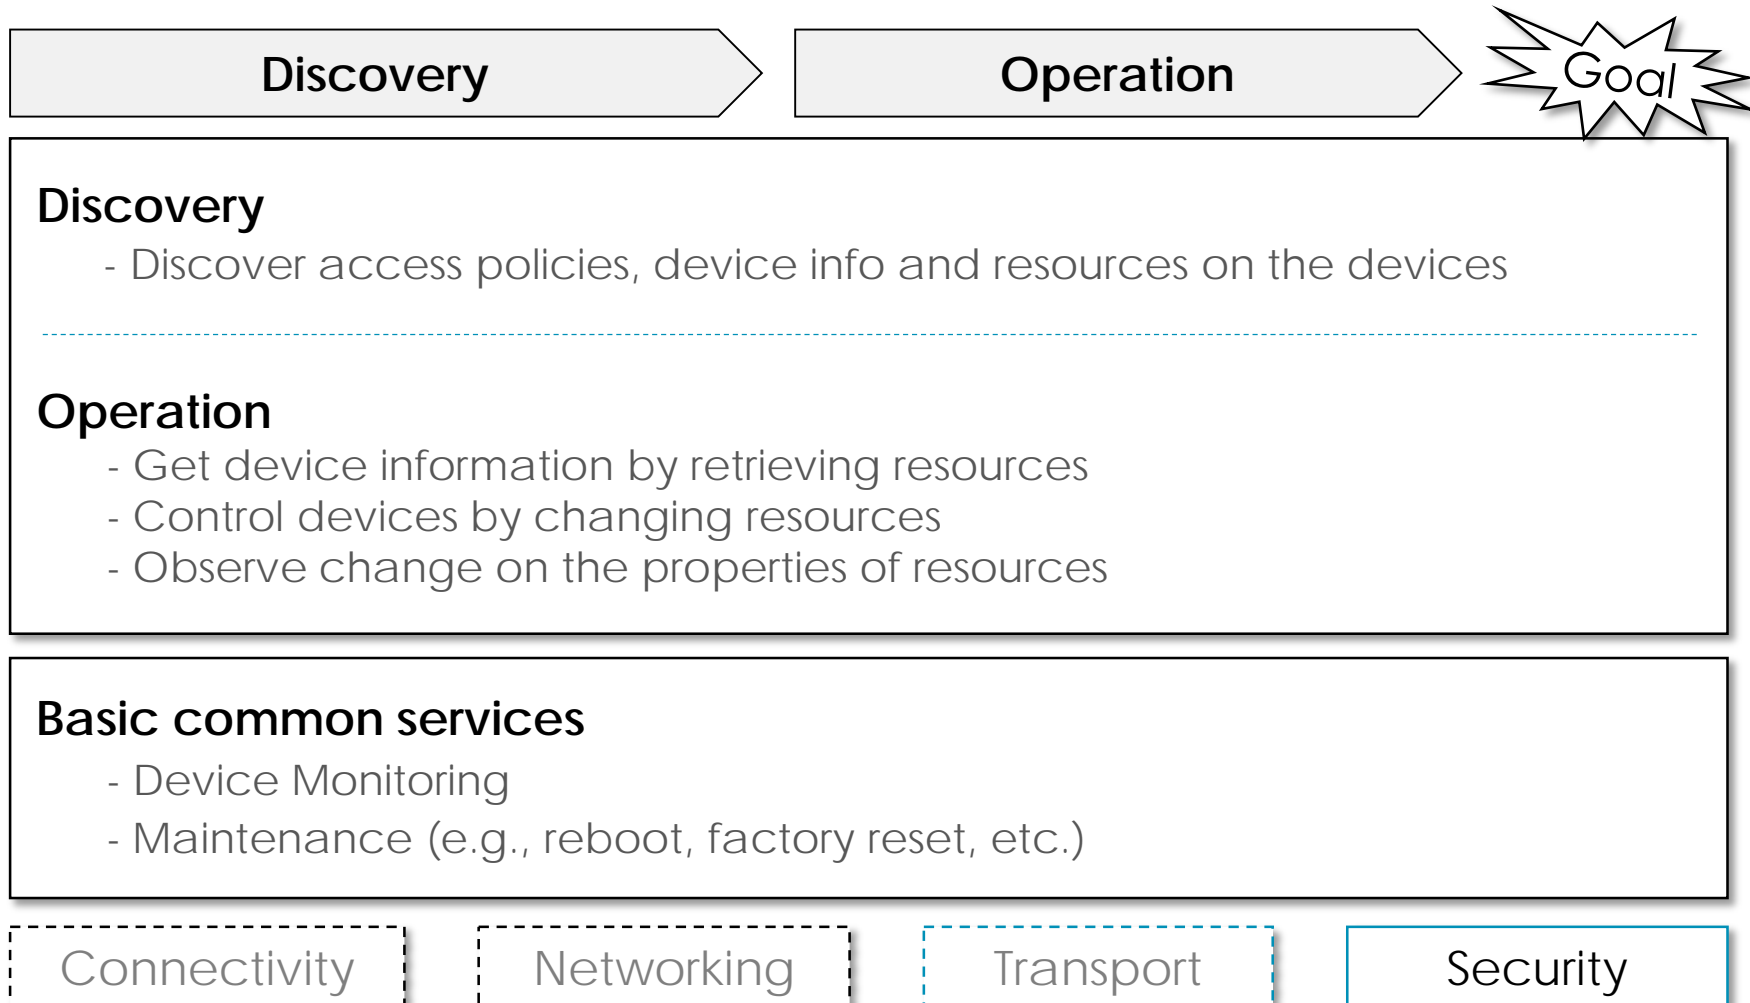 Discovery
Operation
Goal
Discovery
- Discover access policies, device info and resources on the devices
Operation
- Get device information by retrieving resources
- Control devices by changing resources
- Observe change on the properties of resources
Basic common services
- Device Monitoring
- Maintenance (e.g., reboot, factory reset, etc.)
Connectivity
Networking
Transport
Security